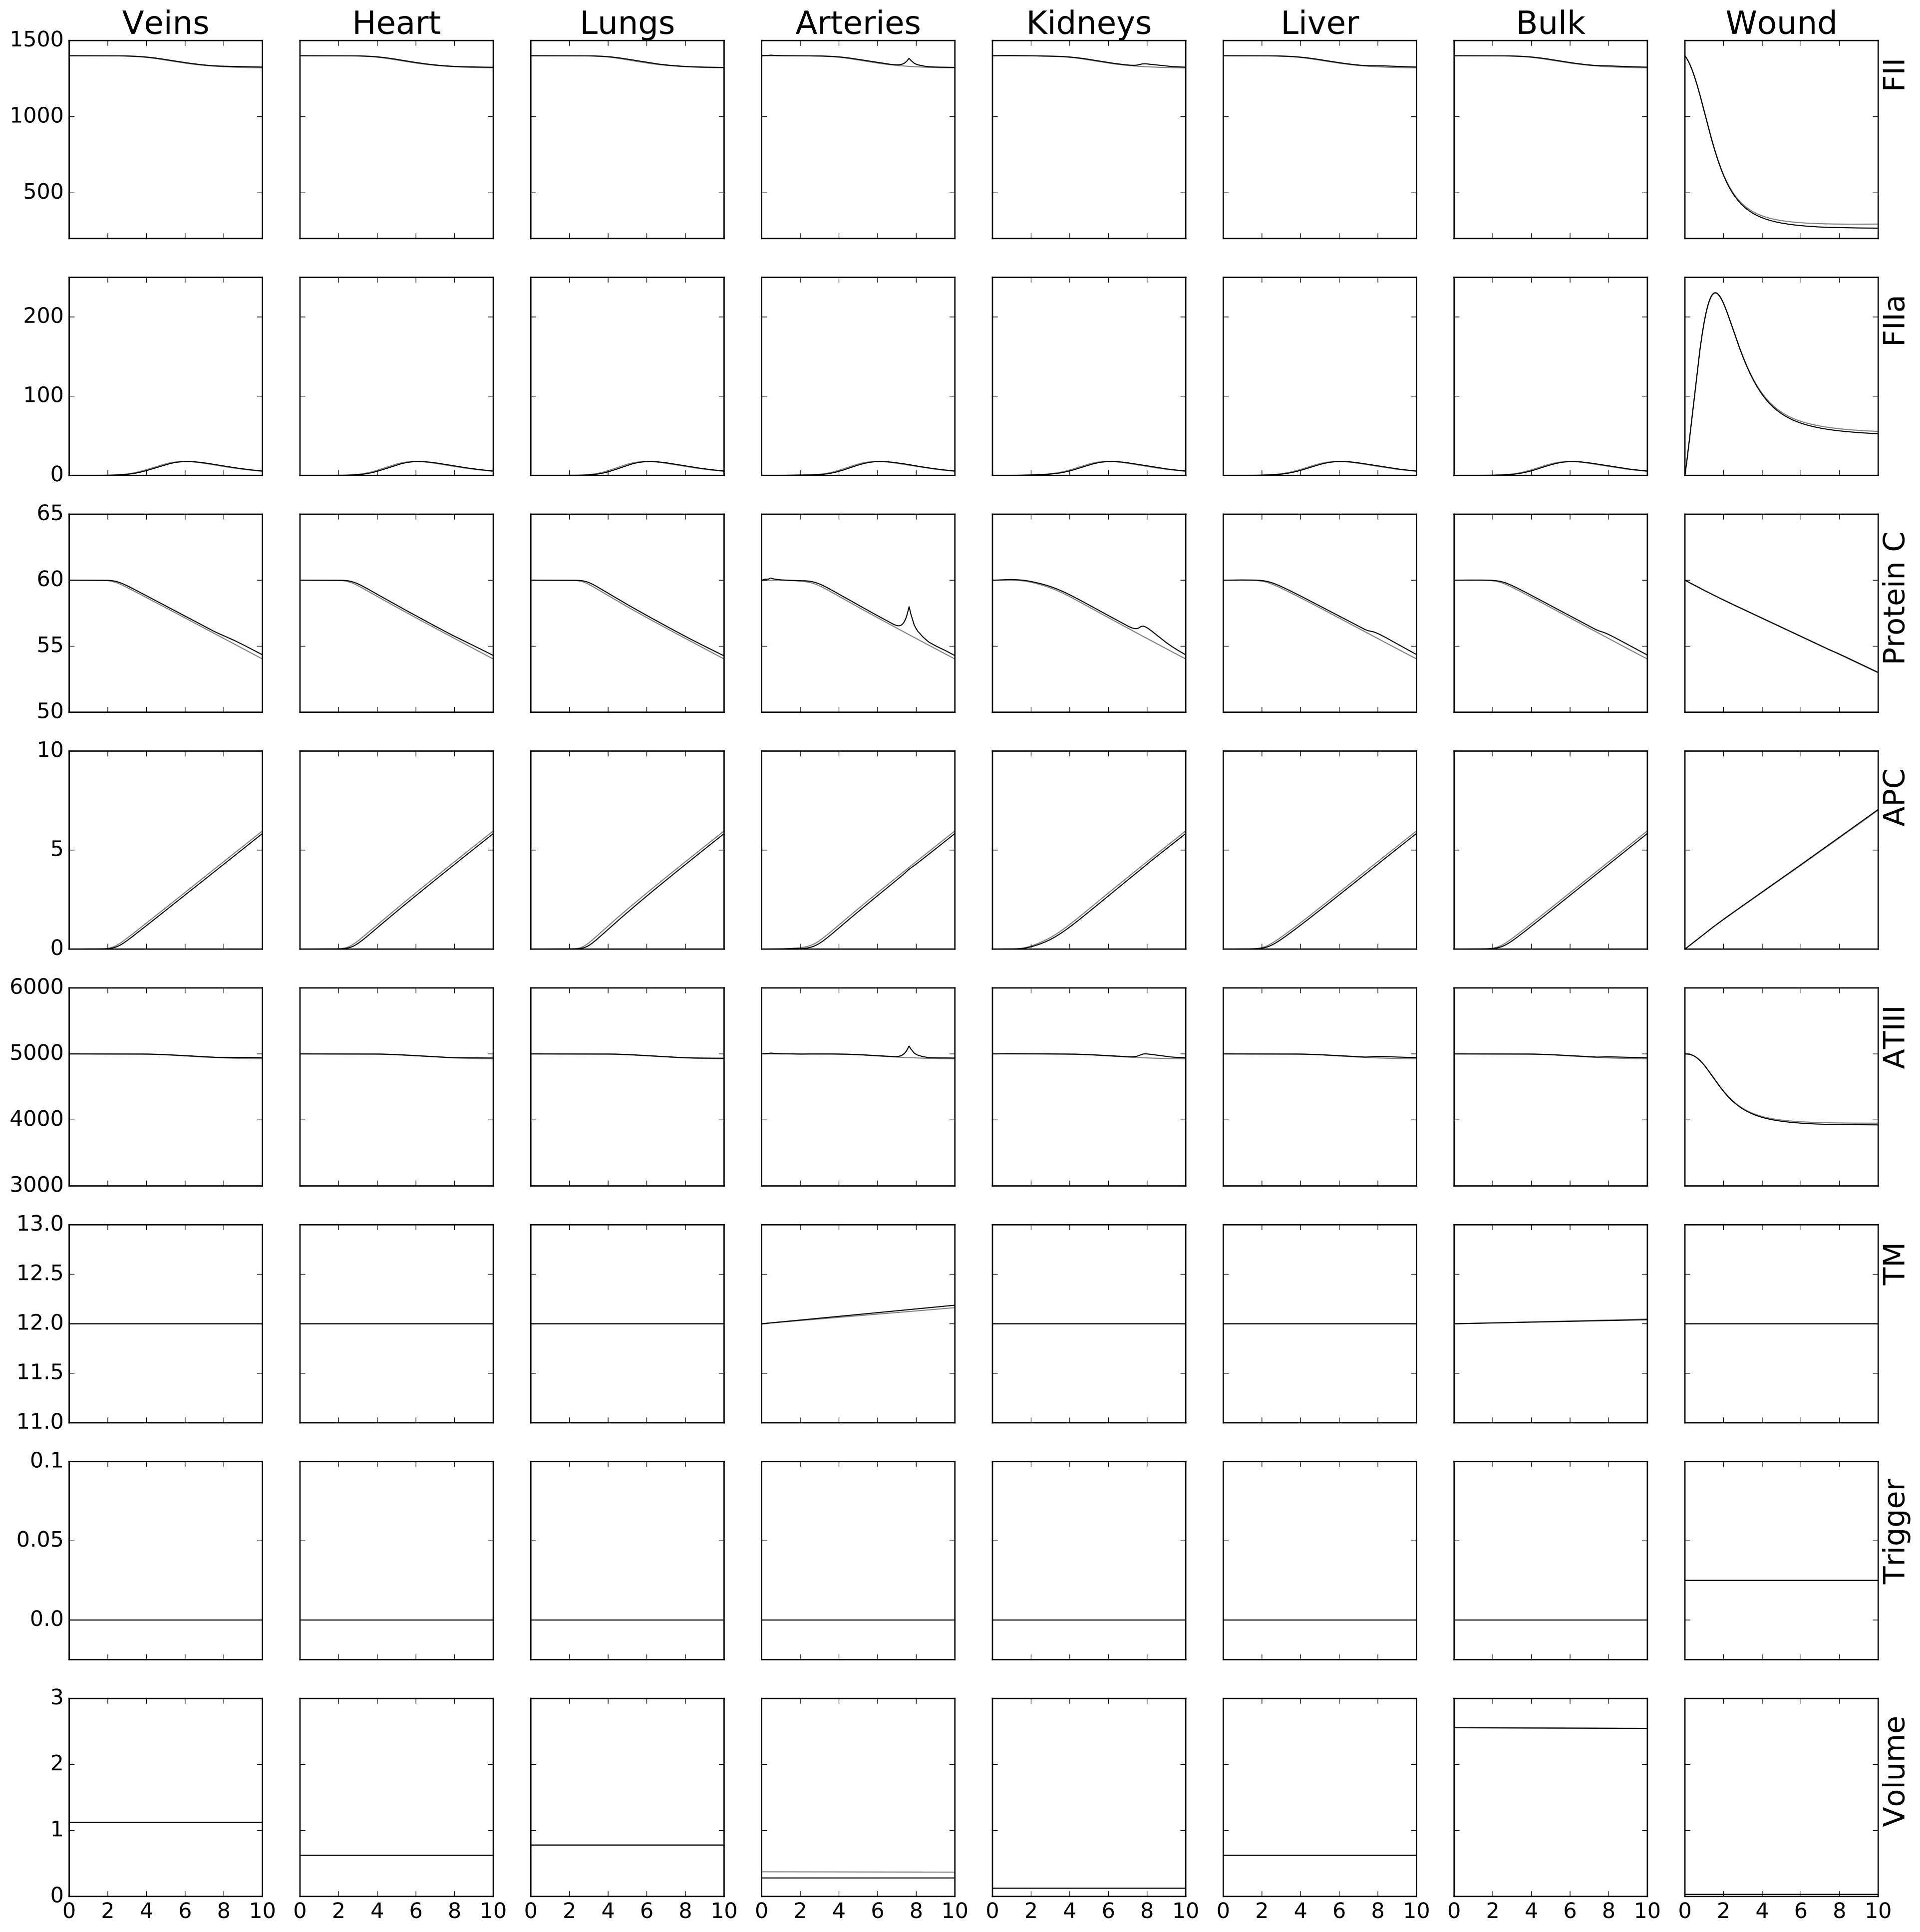 Veins Heart Lungs Arteries Kidneys Liver Bulk Wound
1500
1000
500
FII
200
100
0
FIIa
65
60
55
50
Protein C
10
5
0
APC
6000
5000
4000
3000
ATIII
13.0
12.5
12.0
11.5
11.0
TM
0.1
0.05
0.0
Trigger
3
2
1
0
Volume
0 2 4 6 8 10 0 2 4 6 8 10 0 2 4 6 8 10 0 2 4 6 8 10 0 2 4 6 8 10 0 2 4 6 8 10 0 2 4 6 8 10 0 2 4 6 8 10